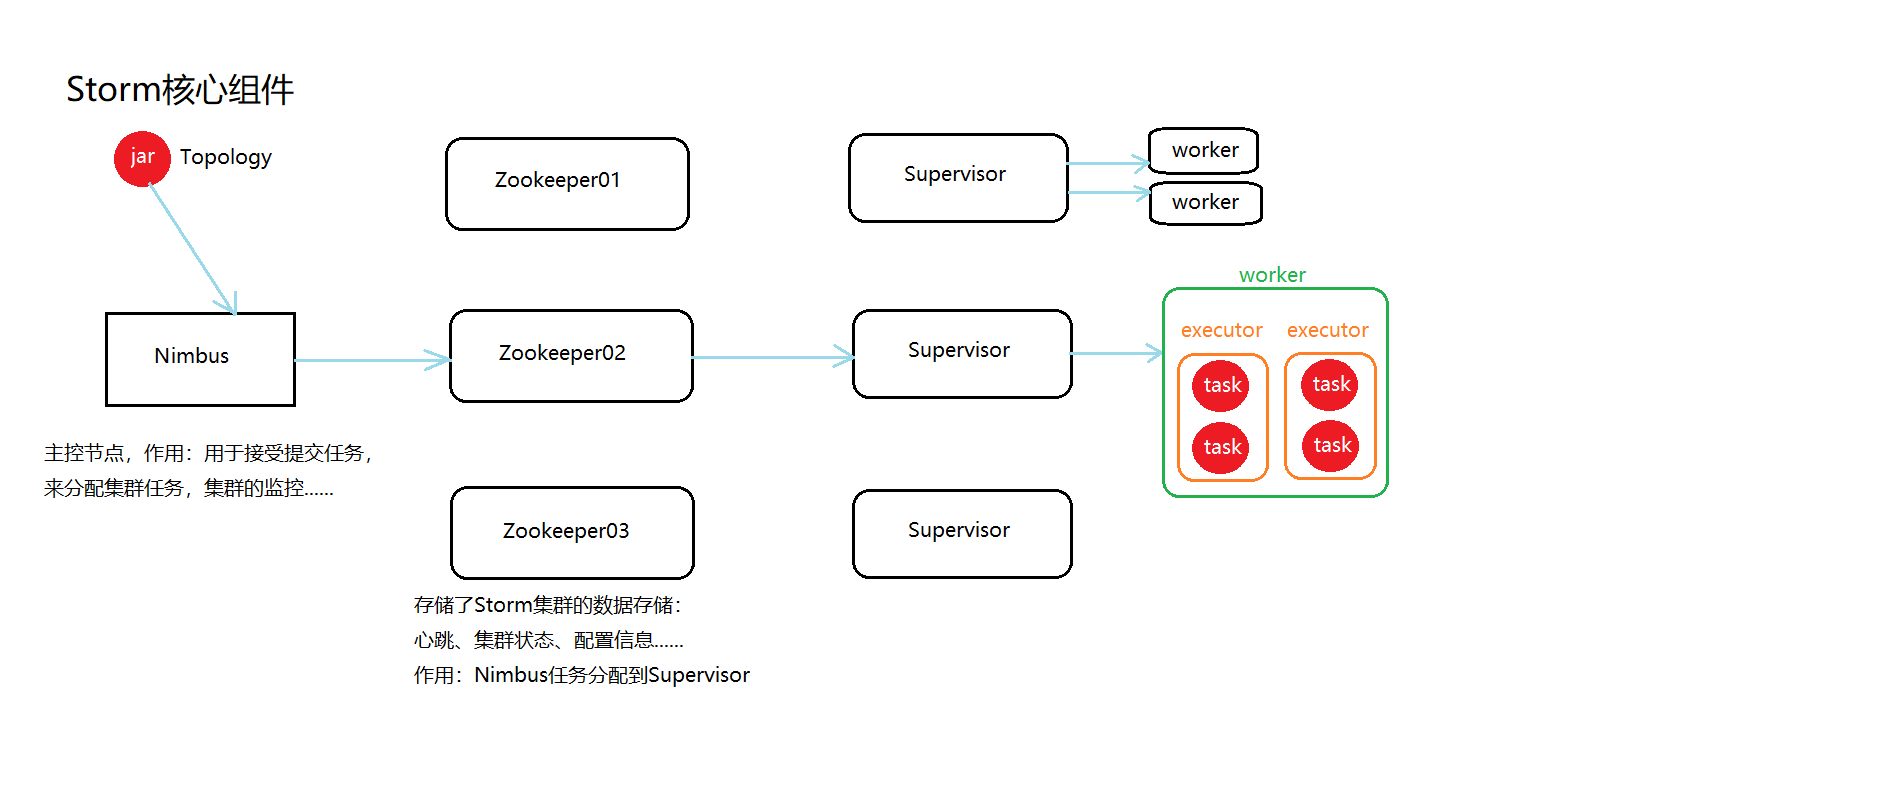 Storm核心组件
jar
Topology
Zookeeper01
Supervisor
worker
worker
Nimbus
Zookeeper02
Supervisor
worker
executor
executor
task
task
task
task
主控节点，作用：用于接受提交任务，
来分配集群任务，集群的监控......
Zookeeper03
Supervisor
存储了Storm集群的数据存储：
心跳、集群状态、配置信息......
作用：Nimbus任务分配到Supervisor